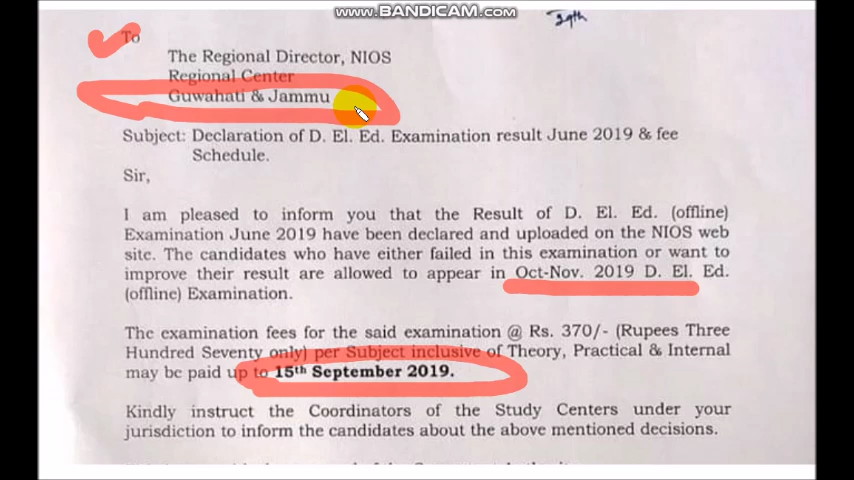 www.BANDICAM.com
29th
To
The Regional Director, NIOS
Regional Center
Guwahati & Jammu
Subject: Declaration of D. El. Ed. Examination result June 2019 & fee
Schedule.
Sir,
I am pleased to inform you that the Result of D. El. Ed. (offline)
Examination June 2019 have been declared and uploaded on the NIOS web
site. The candidates who have either failed in this examination or want to
improve their result are allowed to appear in Oct-Nov. 2019 D. El. Ed.
(offline) Examination.
The examination fees for the said examination @ Rs. 370/- (Rupees Three
Hundred Seventy only) per Subject inclusive of Theory, Practical & Internal
may be paid up to 15th September 2019.
Kindly instruct the Coordinators of the Study Centers under your
jurisdiction to inform the candidates about the above mentioned decisions.